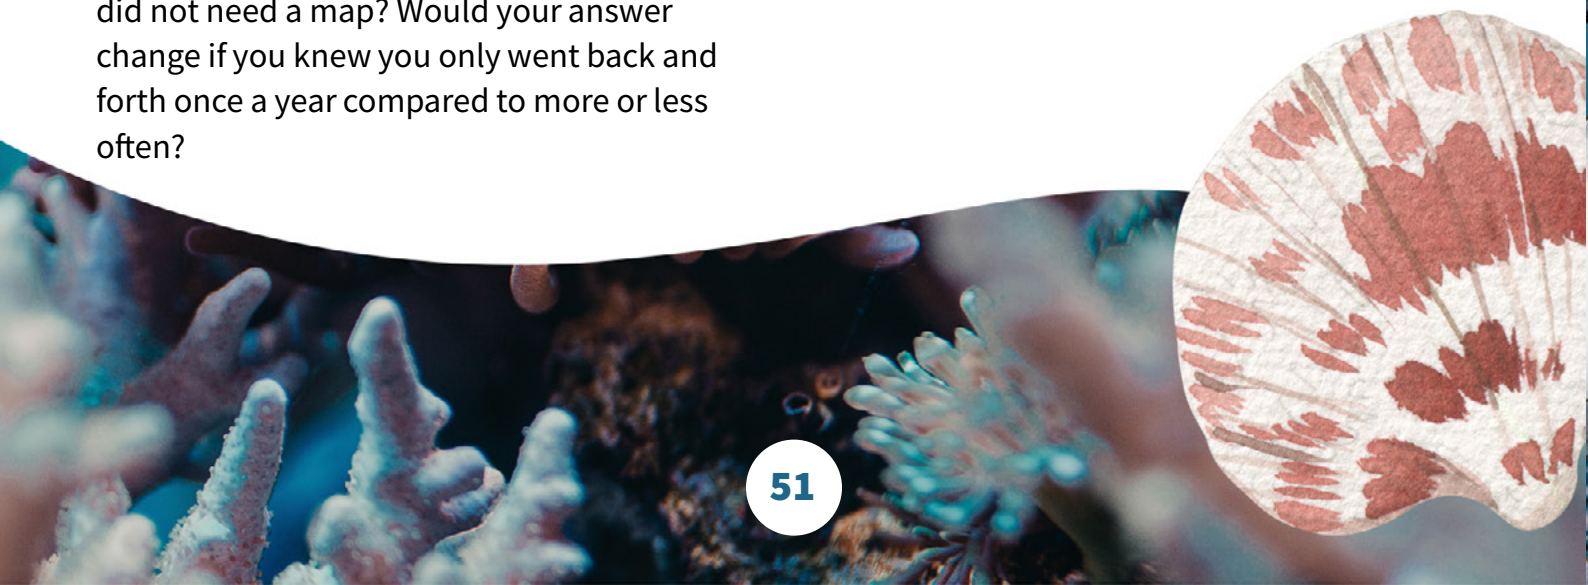 did not need a map? Would your answer
change if you knew you only went back and
forth once a year compared to more or less
often?
51